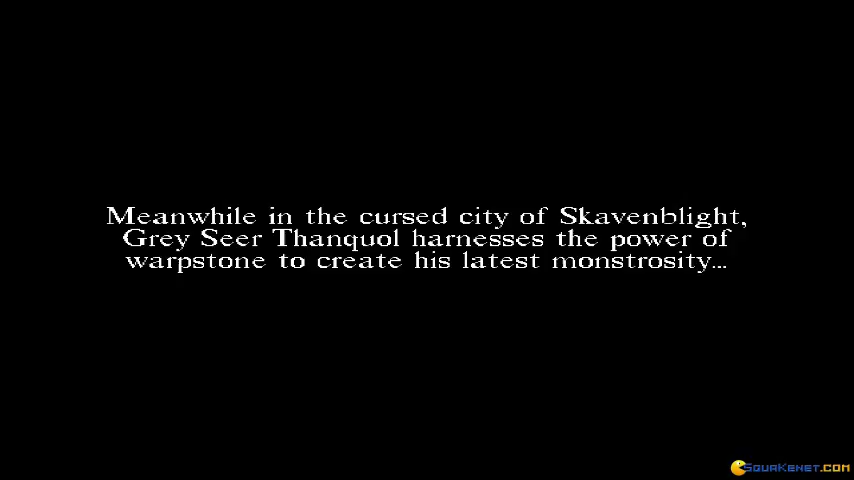 Meanwhile in the cursed city of Skavenblight,
Grey Seer Thanquol harnesses the power of
warpstone to create his latest monstrosity...
SquaKenet.com